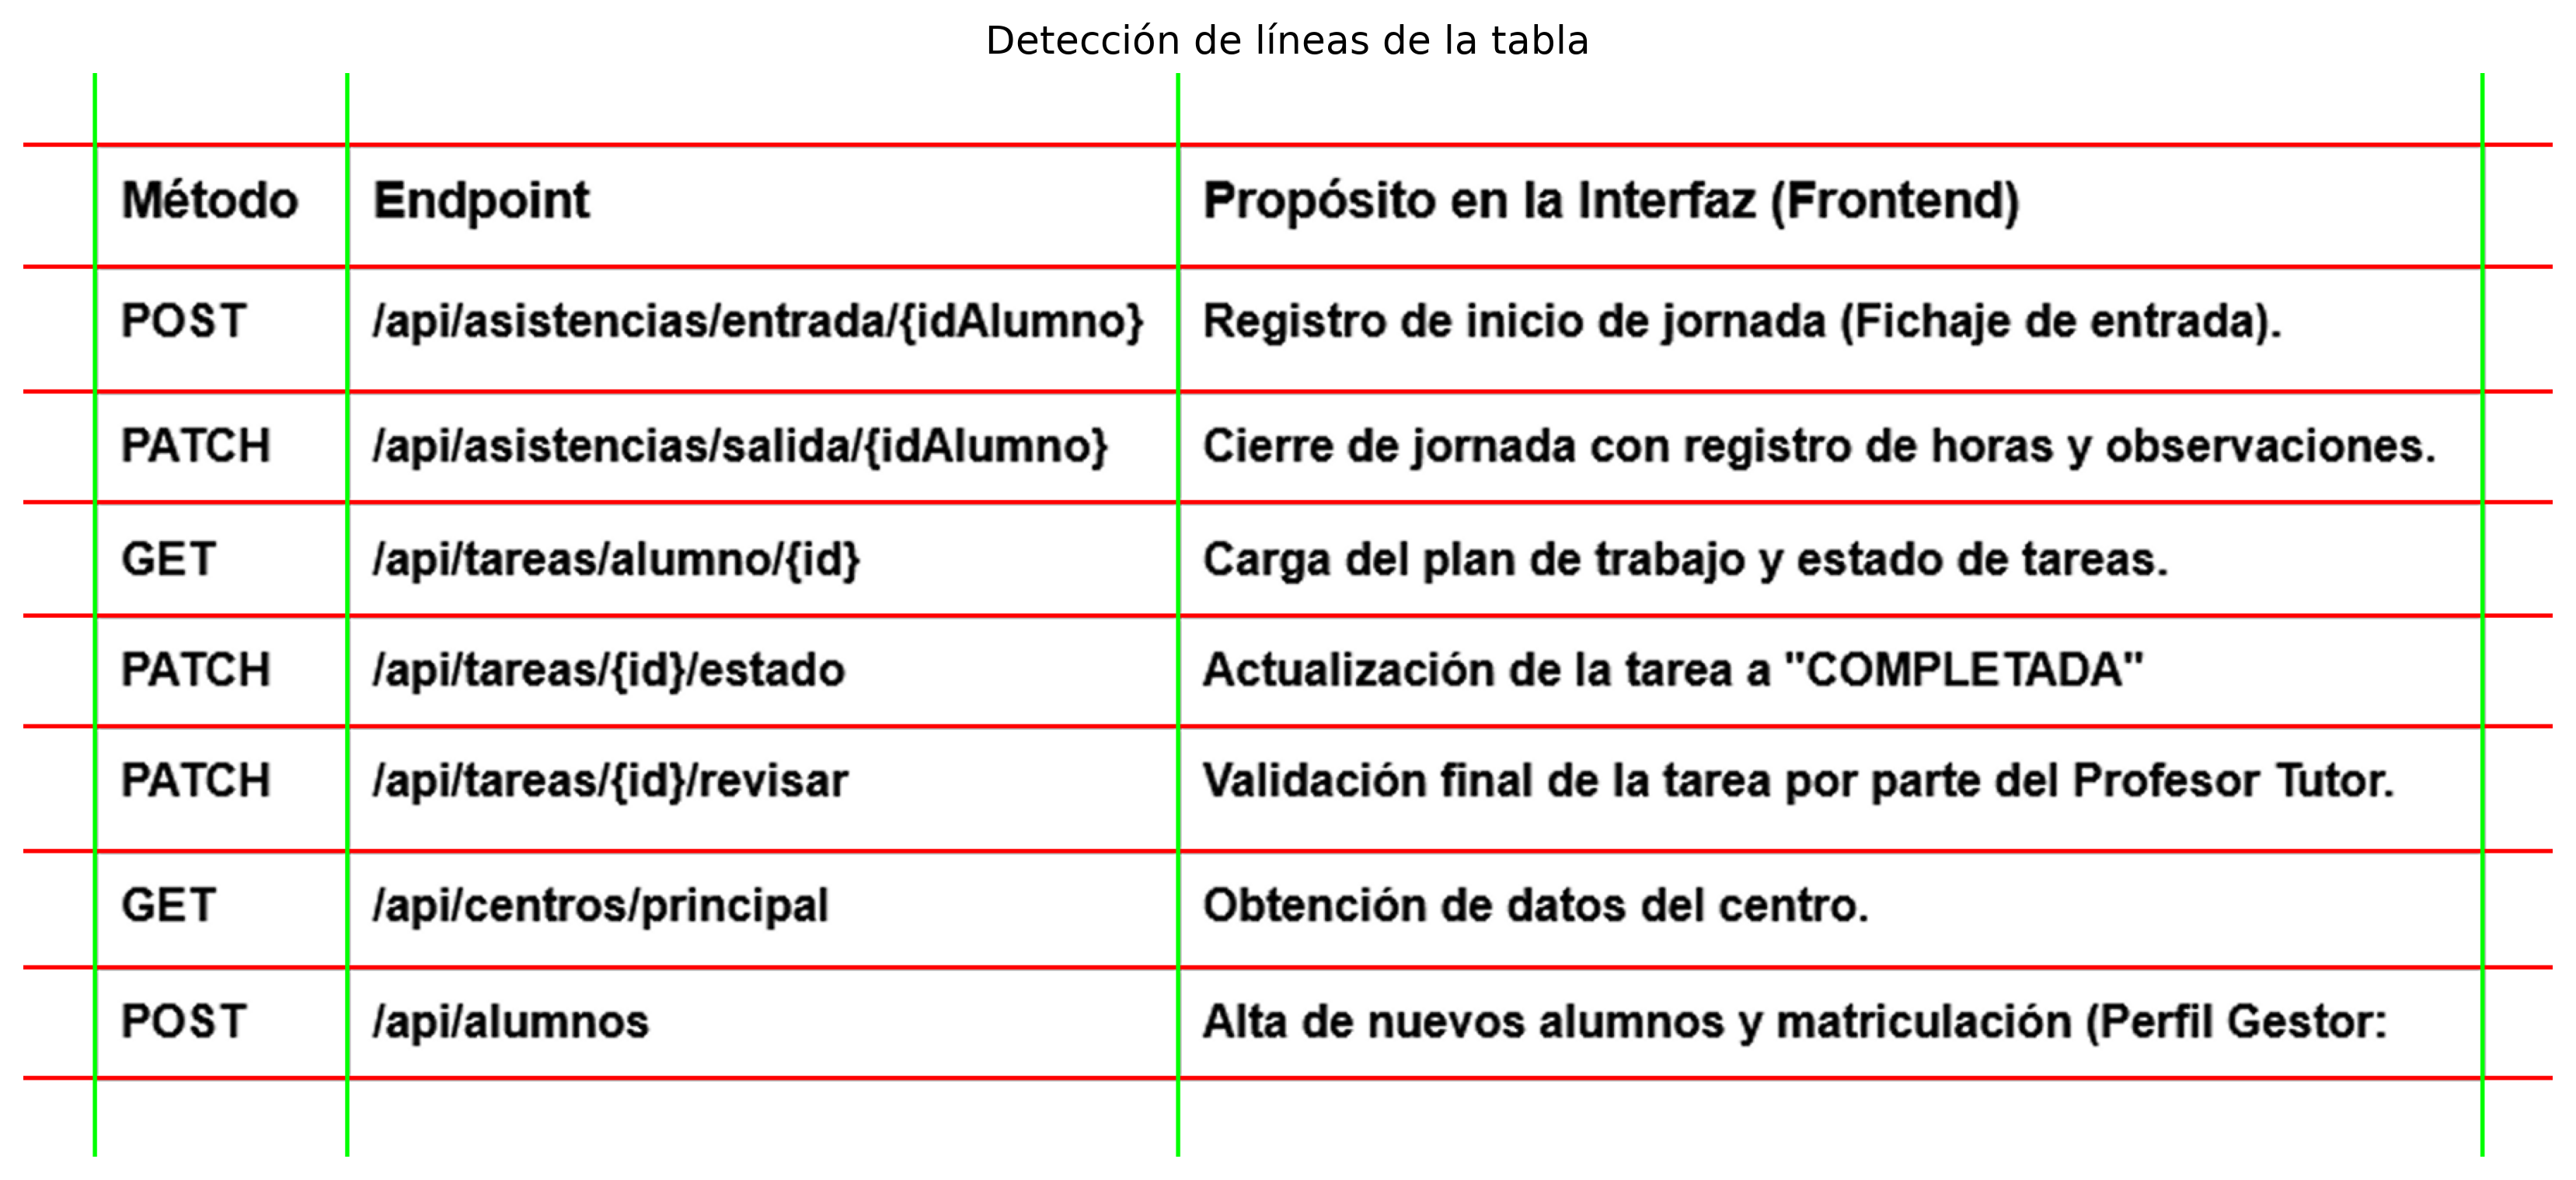 Detección de líneas de la tabla
Método Endpoint Propósito en la Interfaz (Frontend)
POST /api/asistencias/entrada/{idAlumno} Registro de inicio de jornada (Fichaje de entrada).
PATCH /api/asistencias/salida/{idAlumno} Cierre de jornada con registro de horas y observaciones.
GET /api/tareas/alumno/{id} Carga del plan de trabajo y estado de tareas.
PATCH /api/tareas/{id}/estado Actualización de la tarea a "COMPLETADA"
PATCH /api/tareas/{id}/revisar Validación final de la tarea por parte del Profesor Tutor.
GET /api/centros/principal Obtención de datos del centro.
POST /api/alumnos Alta de nuevos alumnos y matriculación (Perfil Gestor: